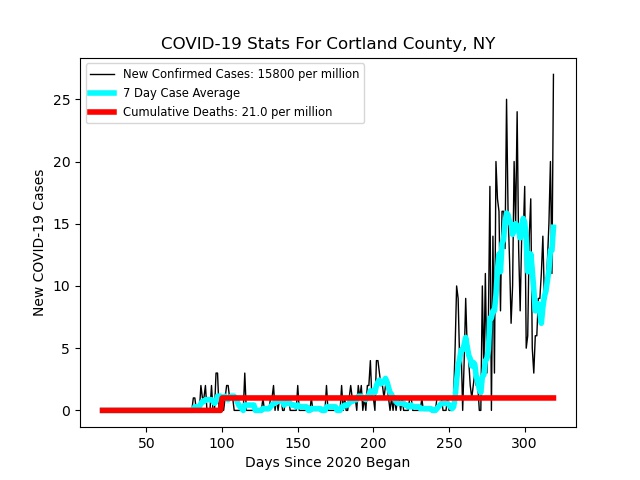 COVID-19 Stats For Cortland County, NY
New Confirmed Cases: 15800 per million
7 Day Case Average
Cumulative Deaths: 21.0 per million
New COVID-19 Cases
25
20
15
10
5
0
50 100 150 200 250 300
Days Since 2020 Began